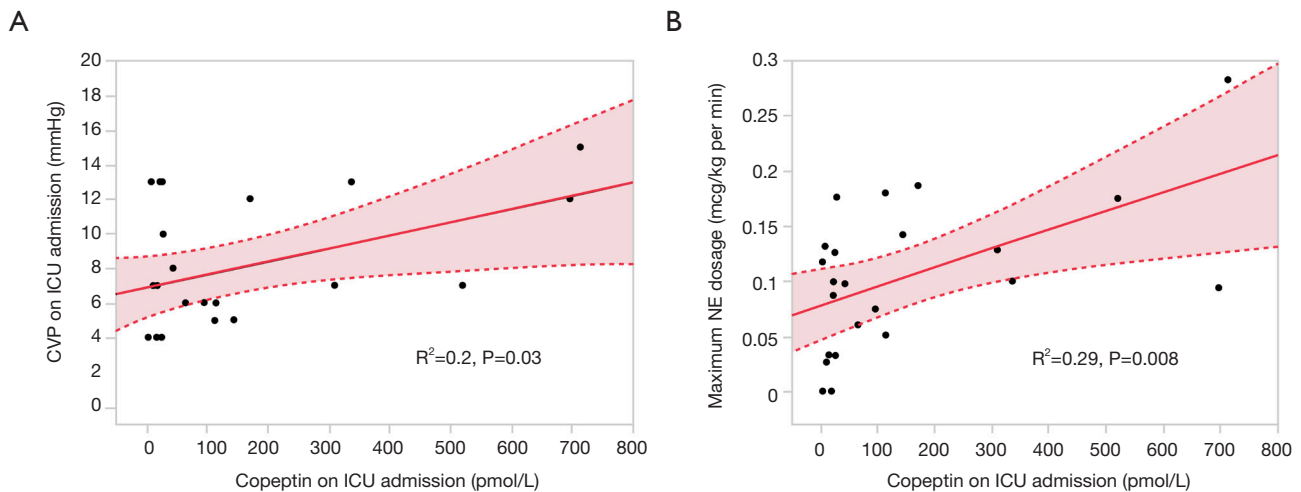 A
CVP on ICU admission (mmHg)
20
18
16
14
12
10
8
6
4
2
0
R²=0.2, P=0.03
0 100 200 300 400 500 600 700 800
Copeptin on ICU admission (pmol/L)
B
Maximum NE dosage (mcg/kg per min)
0.3
0.25
0.2
0.15
0.1
0.05
0
R²=0.29, P=0.008
0 100 200 300 400 500 600 700 800
Copeptin on ICU admission (pmol/L)